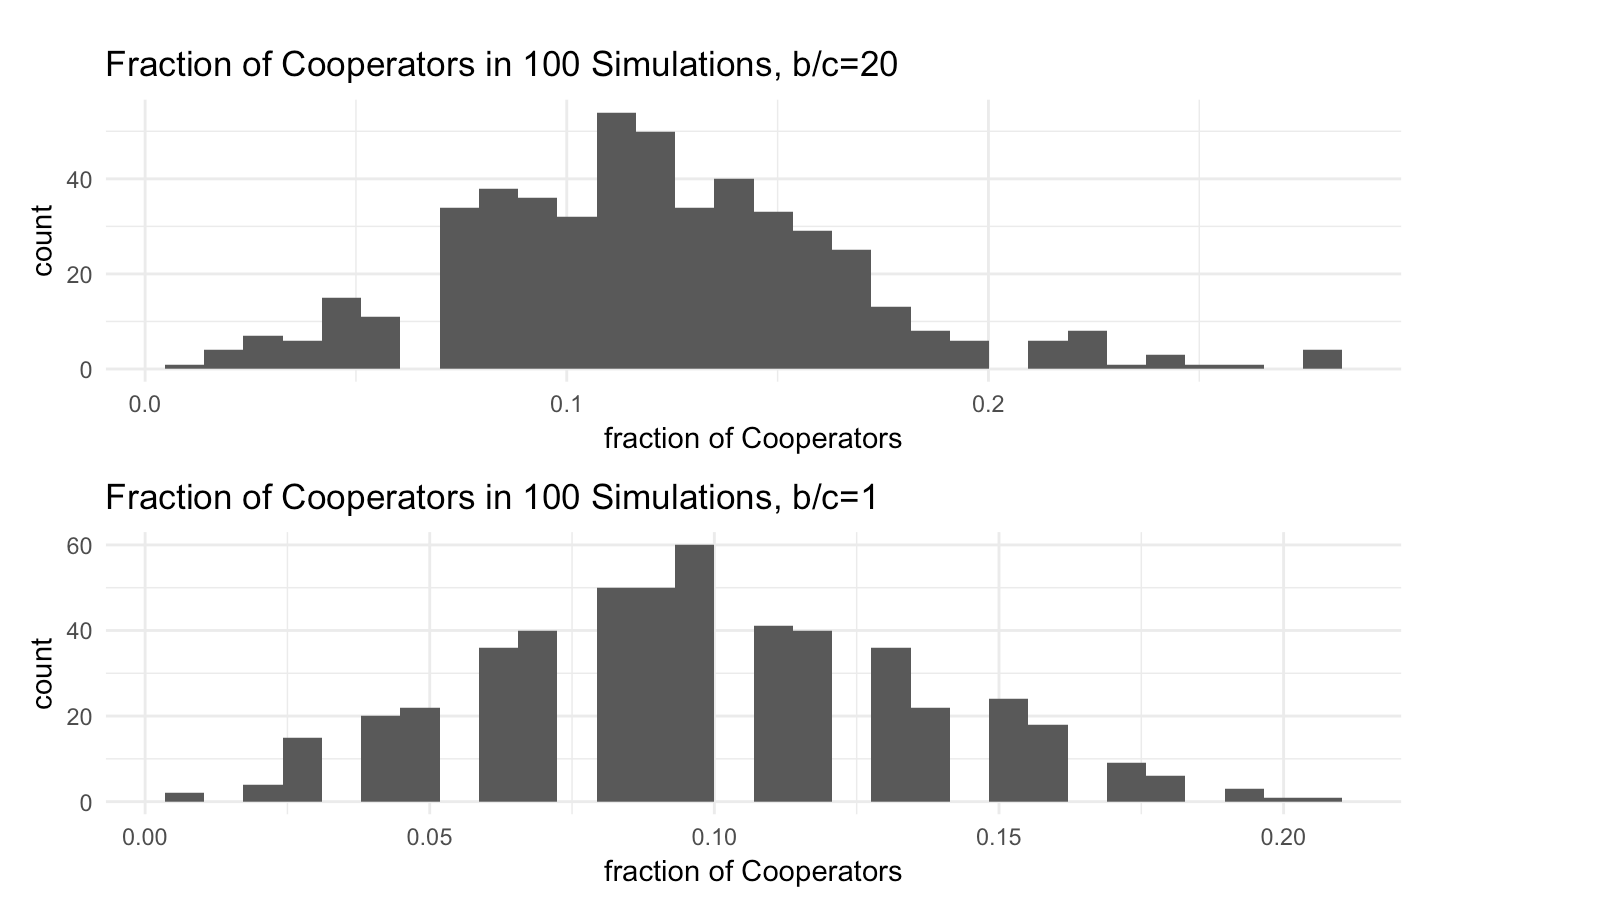 Fraction of Cooperators in 100 Simulations, b/c=20
count
40
20
0
0.0 0.1 0.2
fraction of Cooperators
Fraction of Cooperators in 100 Simulations, b/c=1
count
60
40
20
0
0.00 0.05 0.10 0.15 0.20
fraction of Cooperators